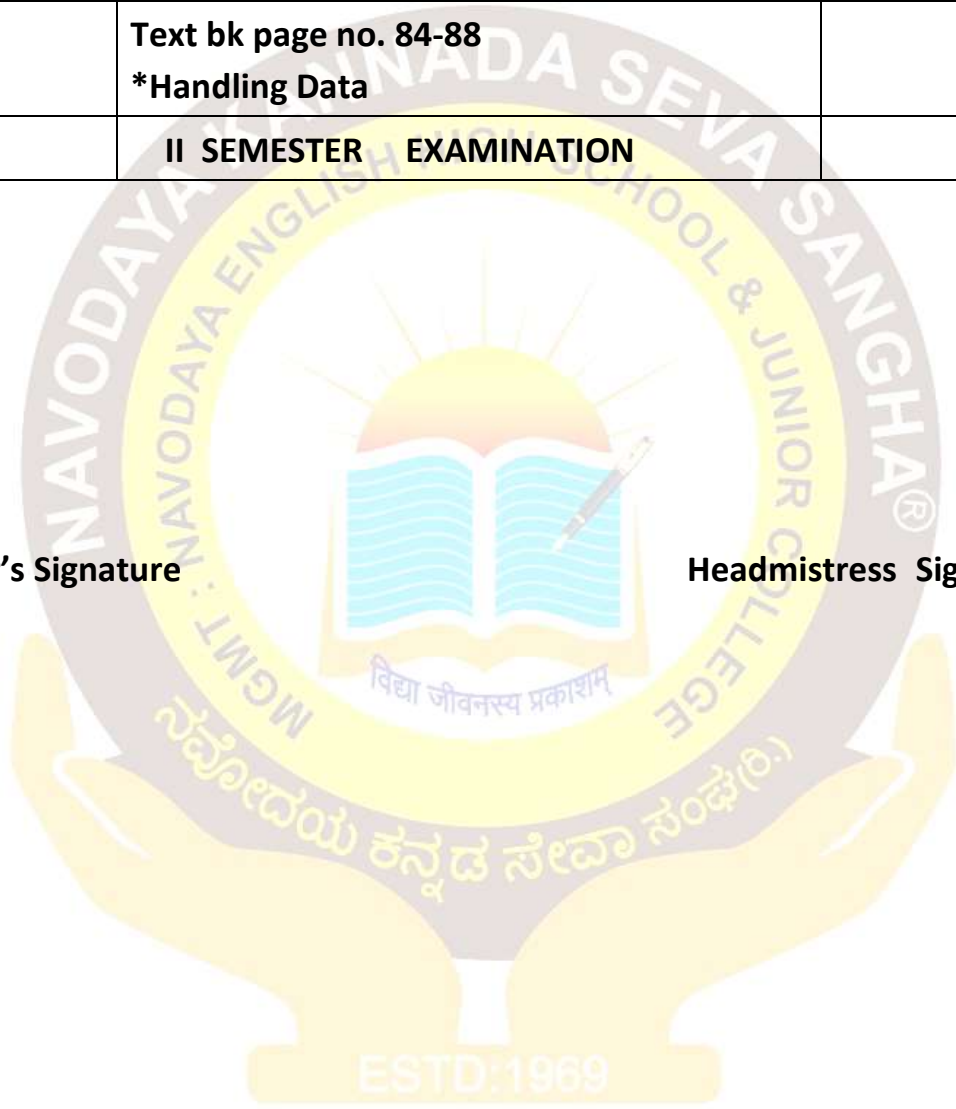 Text bk page no. 84-88
*Handling Data
II SEMESTER EXAMINATION
NAVODAYA KANNADA SEVA SANGHA®
MGMT : NAVODAYA ENGLISH HIGH SCHOOL & JUNIOR COLLEGE
's Signature
Headmistress Sig
विद्या जीवनस्य प्रकाशम्
ನವೋದಯ ಕನ್ನಡ ಸೇವಾ ಸಂಘ(ರಿ.)
ESTD:1969